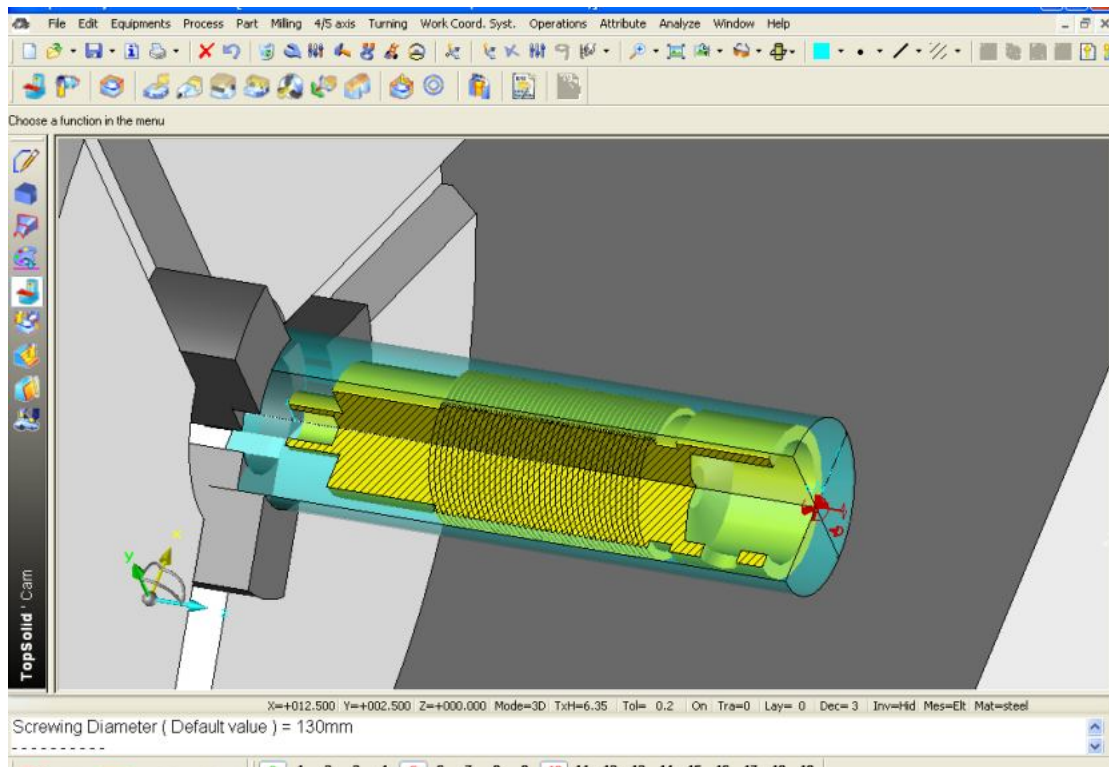 File Edit Equipments Process Part Milling 4/5 axis Turning Work Coord. Syst. Operations Attribute Analyze Window Help
Choose a function in the menu
y
x
z
TopSolid'Cam
X=+012.500 Y=+002.500 Z=+000.000 Mode=3D TxH=6.35 Tol= 0.2 On Tra=0 Lay= 0 Dec= 3 Inv=Hid Mes=Elt Mat=steel
Screwing Diameter ( Default value ) = 130mm
- - - - - - - - - -